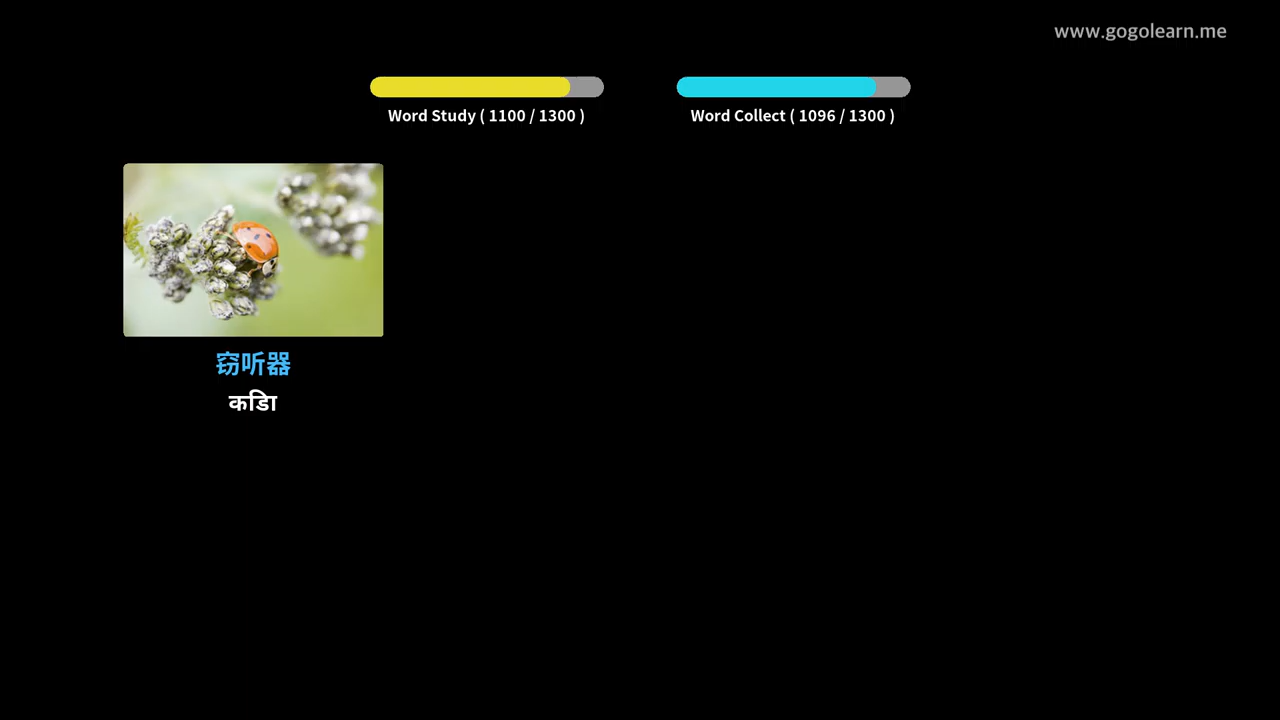 www.gogolearn.me
Word Study ( 1100 / 1300 )
Word Collect ( 1096 / 1300 )
窃听器
कडिा